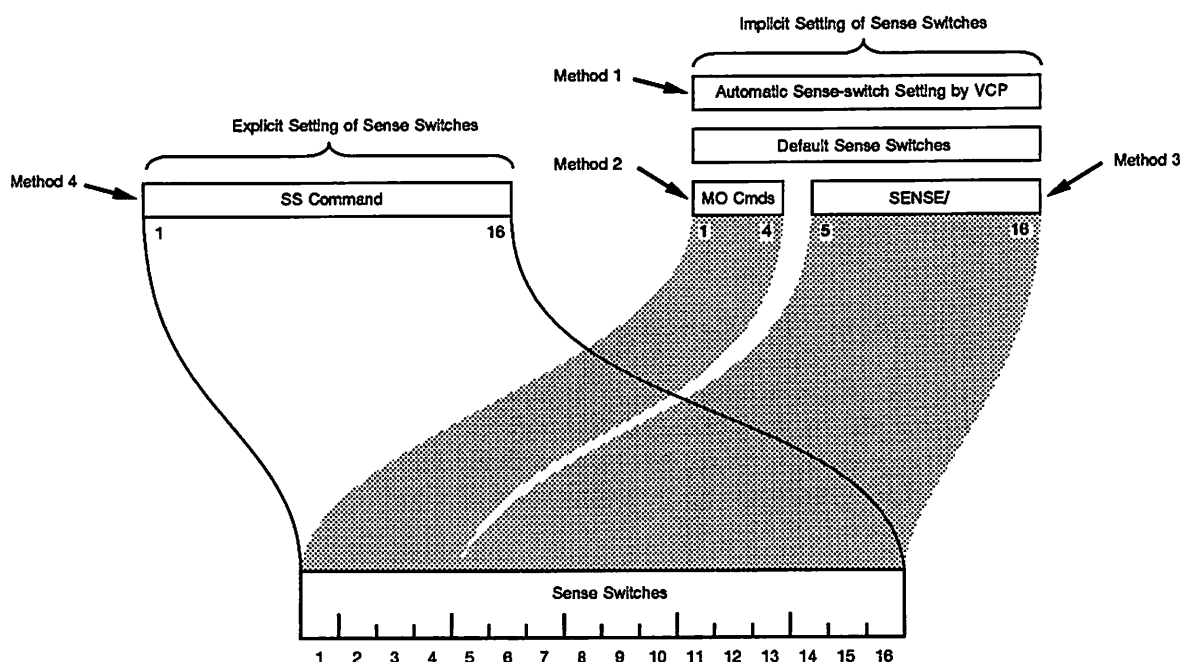 Implicit Setting of Sense Switches
Method 1
Automatic Sense-switch Setting by VCP
Explicit Setting of Sense Switches
Default Sense Switches
Method 2
Method 3
Method 4
SS Command
MO Cmds
SENSE/
1 16
1 4
5 16
Sense Switches
1 2 3 4 5 6 7 8 9 10 11 12 13 14 15 16